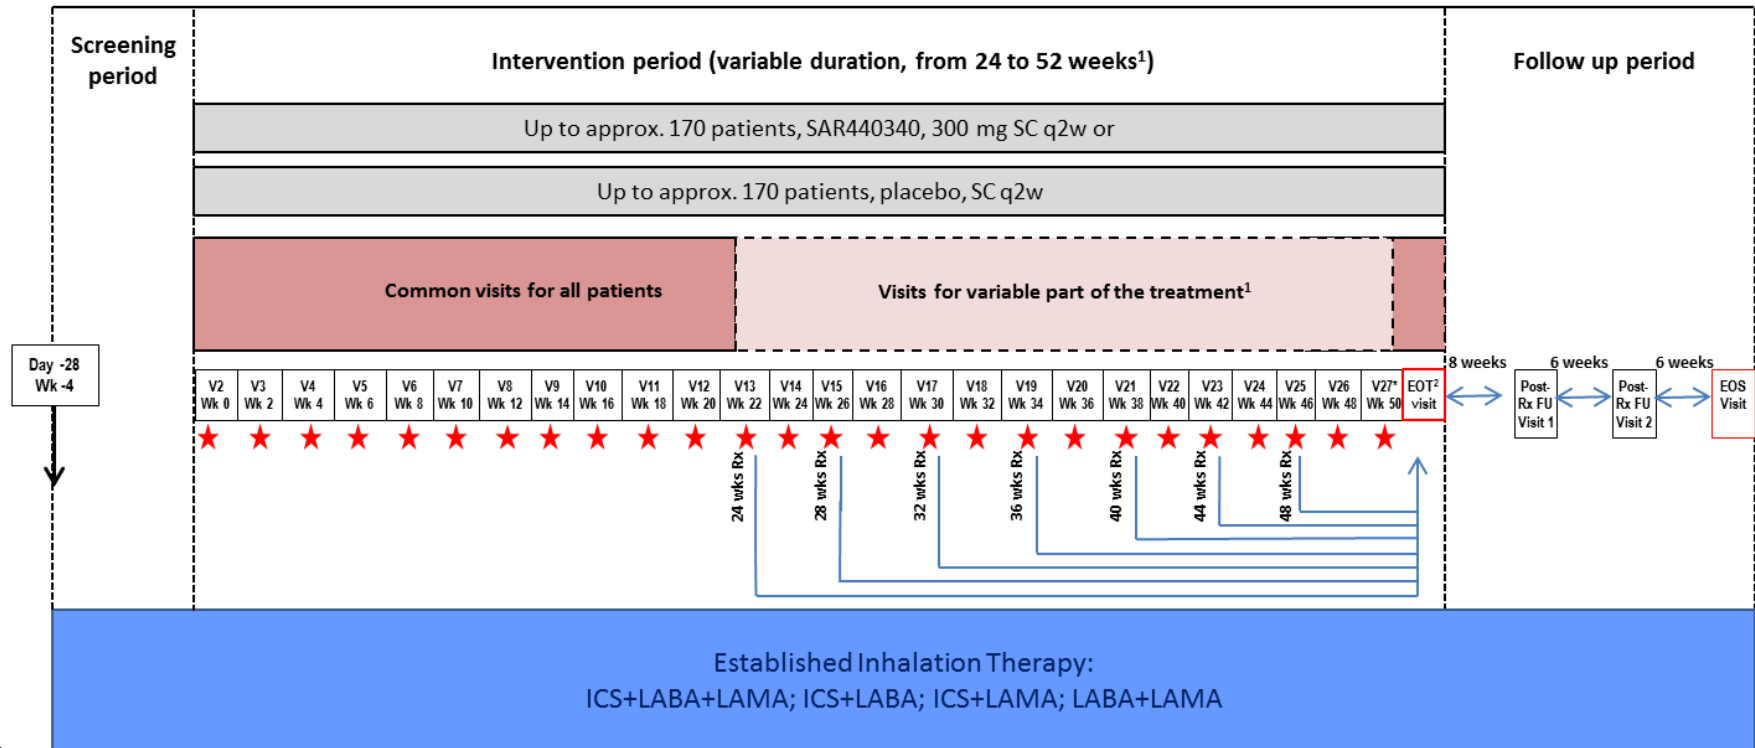 Screening
period
Intervention period (variable duration, from 24 to 52 weeks¹)
Follow up period
Up to approx. 170 patients, SAR440340, 300 mg SC q2w or
Up to approx. 170 patients, placebo, SC q2w
Common visits for all patients
Visits for variable part of the treatment¹
Day -28
Wk -4
V2
Wk 0
V3
Wk 2
V4
Wk 4
V5
Wk 6
V6
Wk 8
V7
Wk 10
V8
Wk 12
V9
Wk 14
V10
Wk 16
V11
Wk 18
V12
Wk 20
V13
Wk 22
V14
Wk 24
V15
Wk 26
V16
Wk 28
V17
Wk 30
V18
Wk 32
V19
Wk 34
V20
Wk 36
V21
Wk 38
V22
Wk 40
V23
Wk 42
V24
Wk 44
V25
Wk 46
V26
Wk 48
V27*
Wk 50
EOT²
visit
8 weeks
Post-
Rx FU
Visit 1
6 weeks
Post-
Rx FU
Visit 2
6 weeks
EOS
Visit
24 wks Rx
28 wks Rx
32 wks Rx
36 wks Rx
40 wks Rx
44 wks Rx
48 wks Rx
Established Inhalation Therapy:
ICS+LABA+LAMA; ICS+LABA; ICS+LAMA; LABA+LAMA